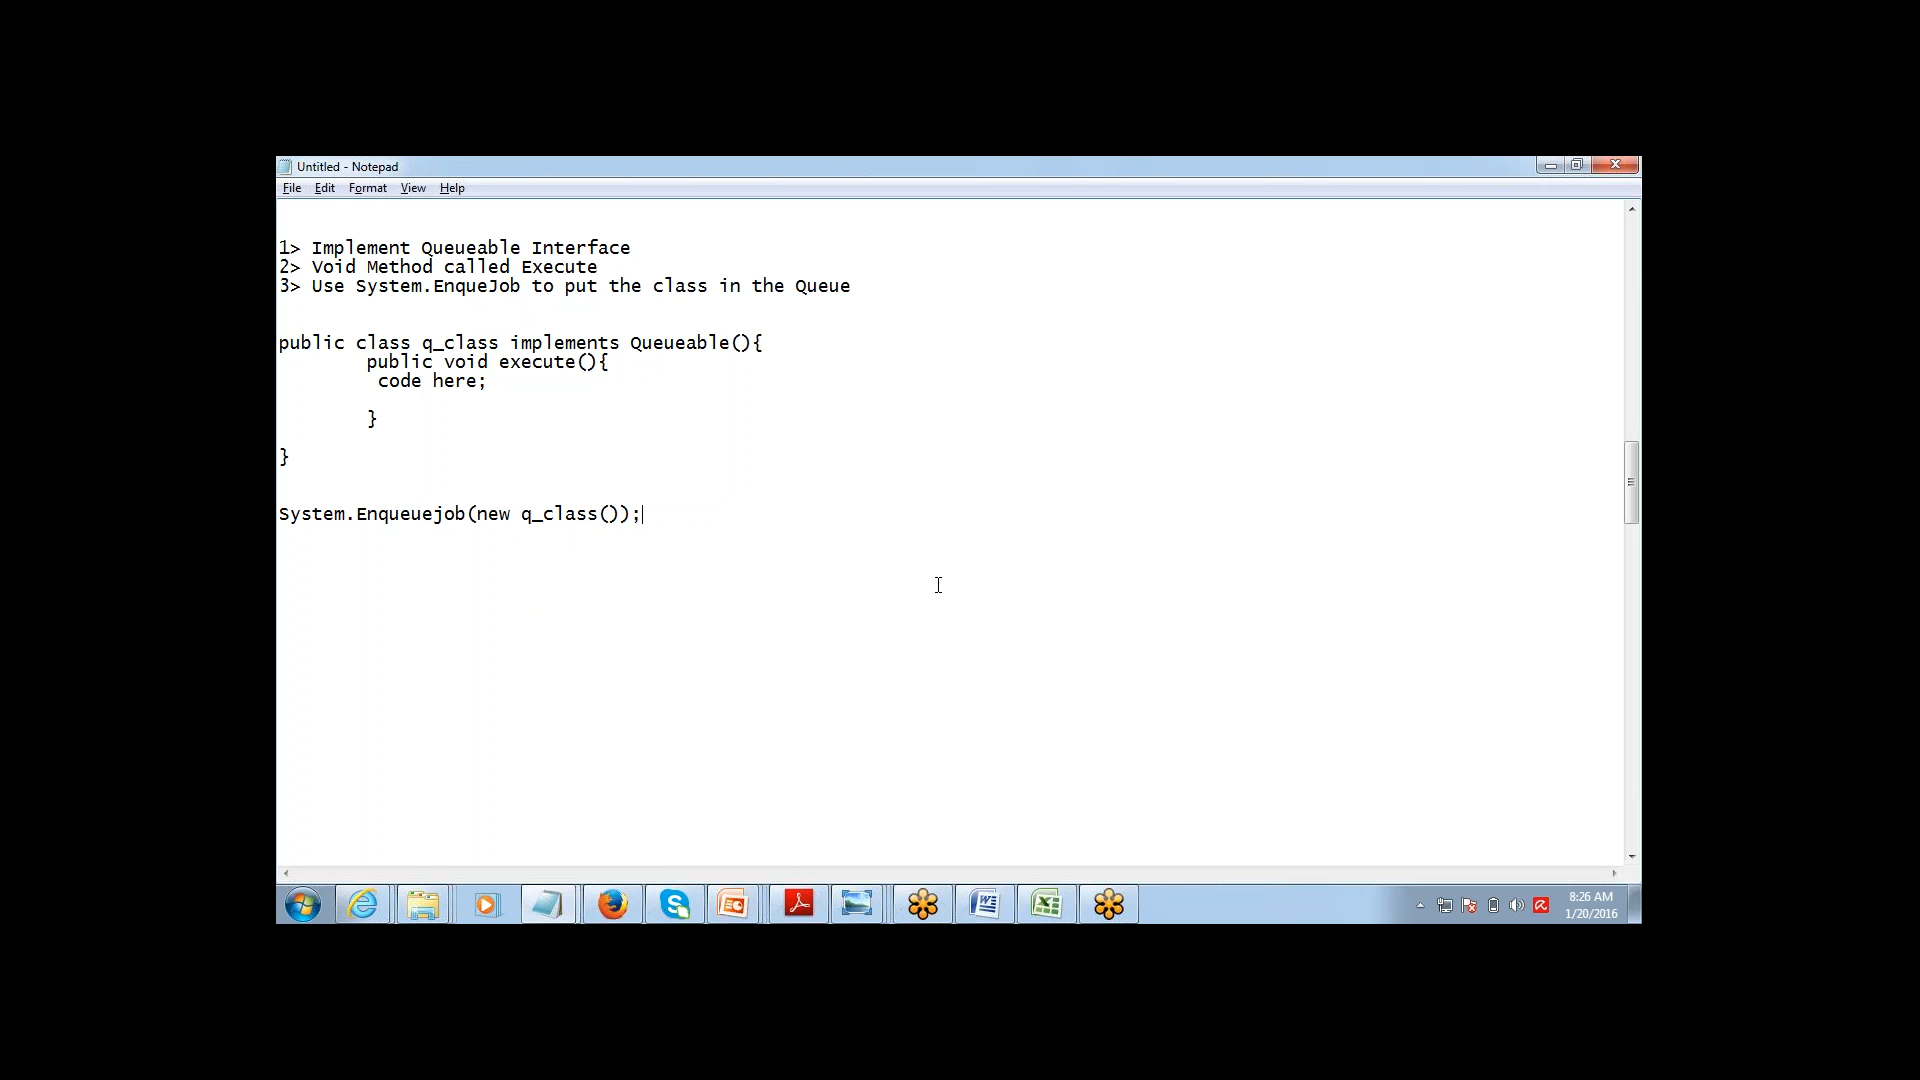 Untitled - Notepad
File Edit Format View Help
1> Implement Queueable Interface
2> Void Method called Execute
3> Use System.EnqueJob to put the class in the Queue
public class q_class implements Queueable(){
public void execute(){
code here;
}
}
System.Enqueuejob(new q_class());
8:26 AM
1/20/2016